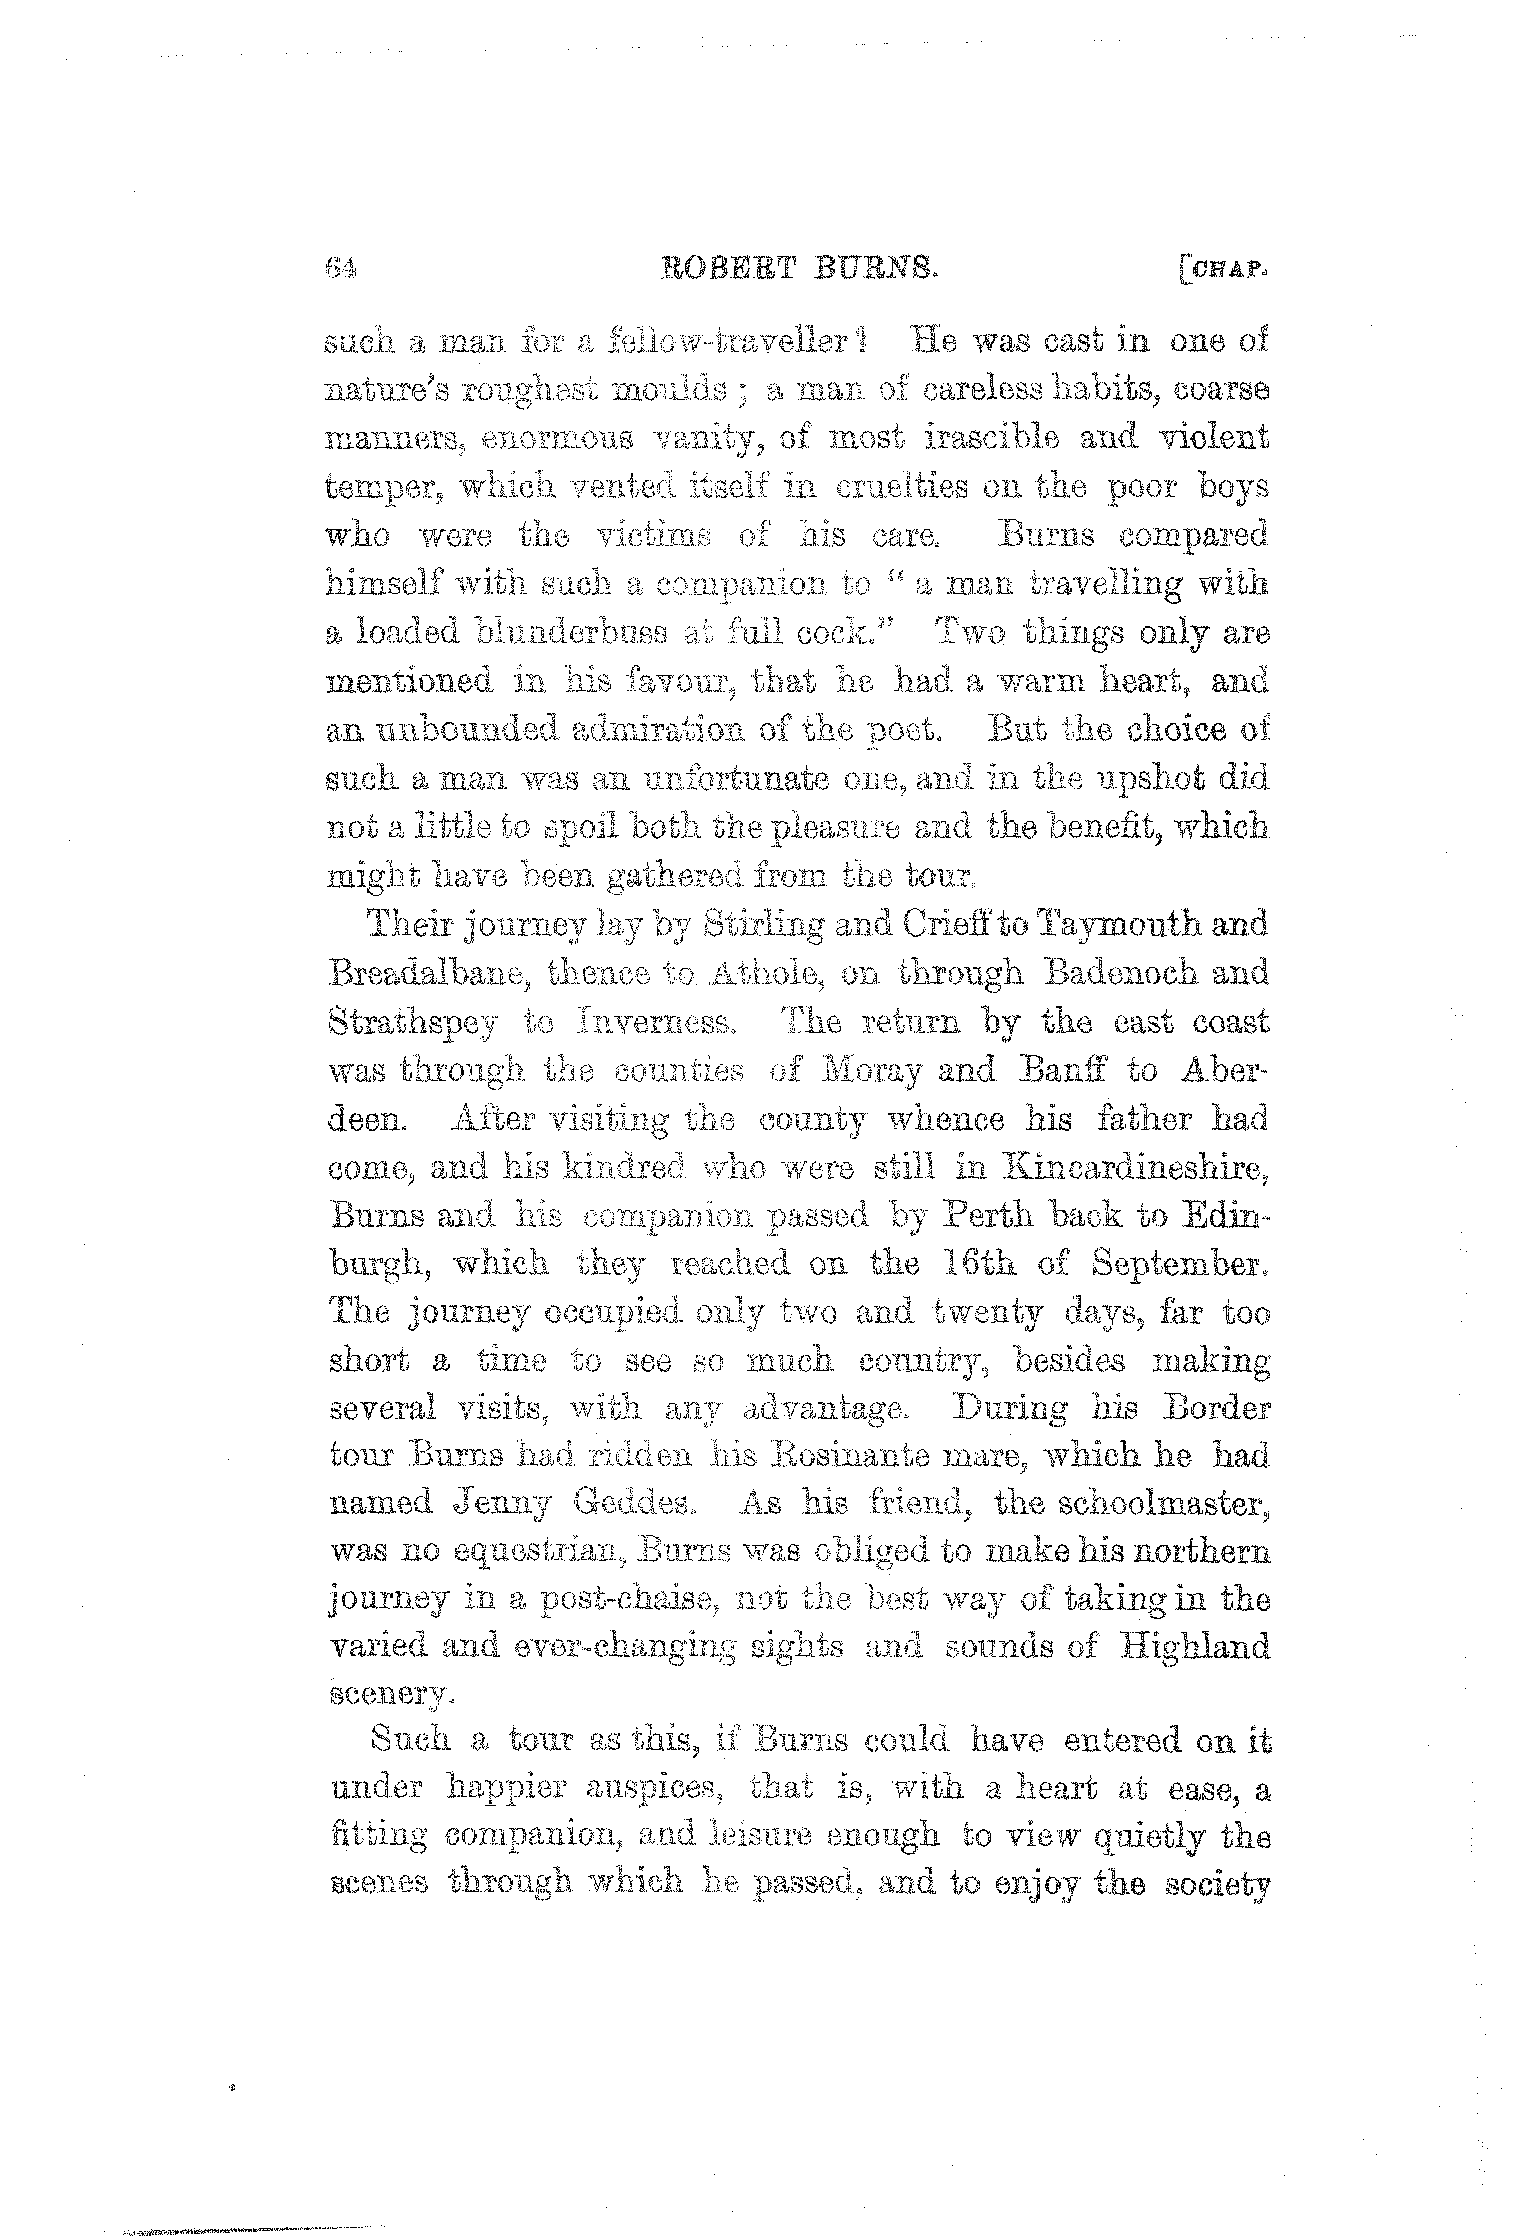 64 ROBERT BURNS. [CHAP.
such a man for a fellow-traveller? He was cast in one of
nature's roughest moulds; a man of careless habits, coarse
manners, enormous vanity, of most irascible and violent
temper, which vented itself in cruelties on the poor boys
who were the victims of his care. Burns compared
himself with such a companion to "a man travelling with
a loaded blunderbuss at full cock." Two things only are
mentioned in his favour, that he had a warm heart, and
an unbounded admiration of the poet. But the choice of
such a man was an unfortunate one, and in the upshot did
not a little to spoil both the pleasure and the benefit, which
might have been gathered from the tour.
Their journey lay by Stirling and Crieff to Taymouth and
Breadalbane, thence to Athole, on through Badenoch and
Strathspey to Inverness. The return by the east coast
was through the counties of Moray and Banff to Aber-
deen. After visiting the county whence his father had
come, and his kindred who were still in Kincardineshire,
Burns and his companion passed by Perth back to Edin-
burgh, which they reached on the 16th of September.
The journey occupied only two and twenty days, far too
short a time to see so much country, besides making
several visits, with any advantage. During his Border
tour Burns had ridden his Rosinante mare, which he had
named Jenny Geddes. As his friend, the schoolmaster,
was no equestrian, Burns was obliged to make his northern
journey in a post-chaise, not the best way of taking in the
varied and ever-changing sights and sounds of Highland
scenery.
Such a tour as this, if Burns could have entered on it
under happier auspices, that is, with a heart at ease, a
fitting companion, and leisure enough to view quietly the
scenes through which he passed, and to enjoy the society